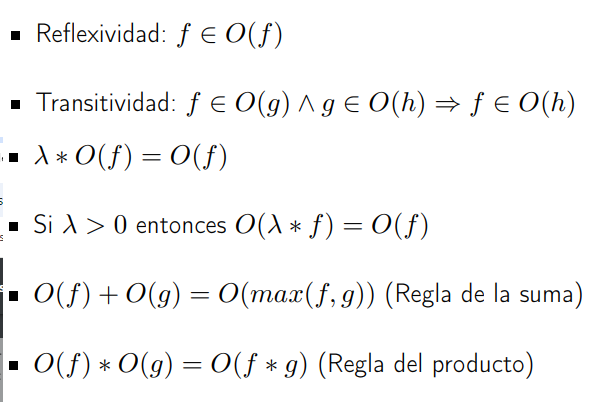 ▪ Reflexividad: f ∈ O(f)
▪ Transitividad: f ∈ O(g) ∧ g ∈ O(h) ⇒ f ∈ O(h)
▪ λ ∗ O(f) = O(f)
▪ Si λ > 0 entonces O(λ ∗ f) = O(f)
▪ O(f) + O(g) = O(max(f, g)) (Regla de la suma)
▪ O(f) ∗ O(g) = O(f ∗ g) (Regla del producto)